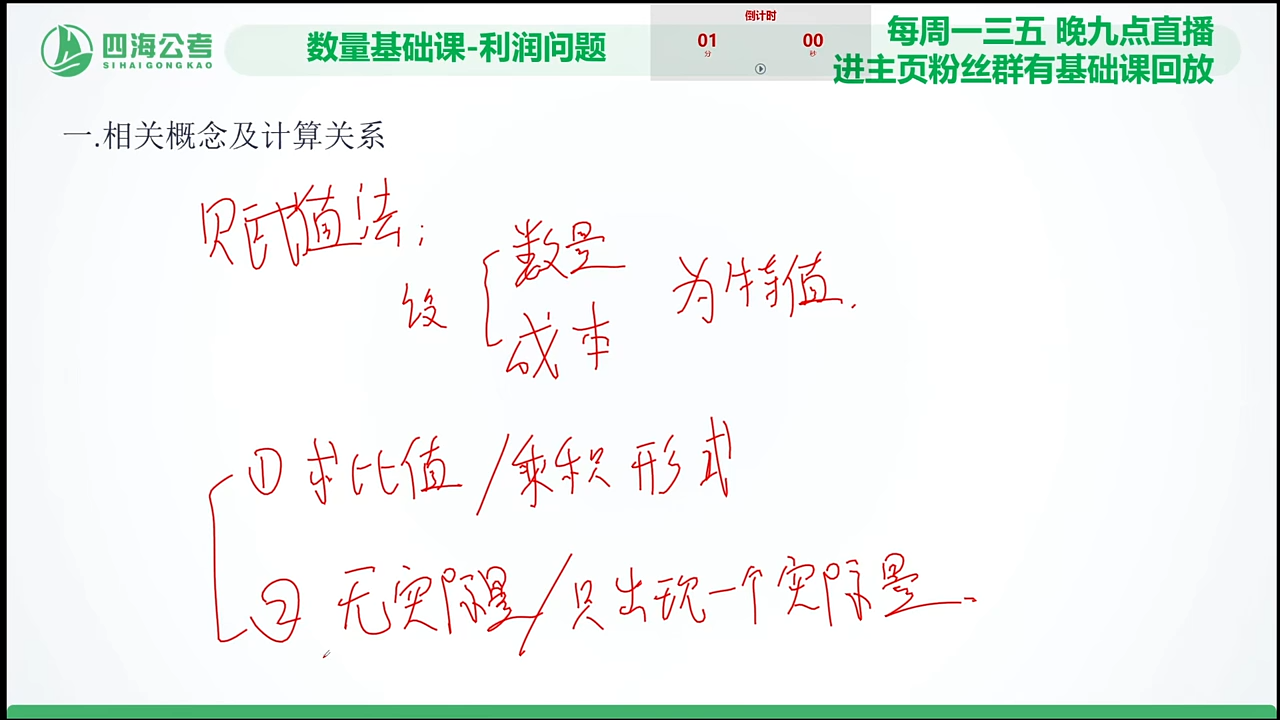 四海公考
SIHAIGONGKAO
数量基础课-利润问题
倒计时
01 00
分 秒
每周一三五 晚九点直播
进主页粉丝群有基础课回放
一.相关概念及计算关系
赋值法:
设 数量 成本 为特值.
① 求比值/乘积形式
② 无实际量/只出现一个实际量.